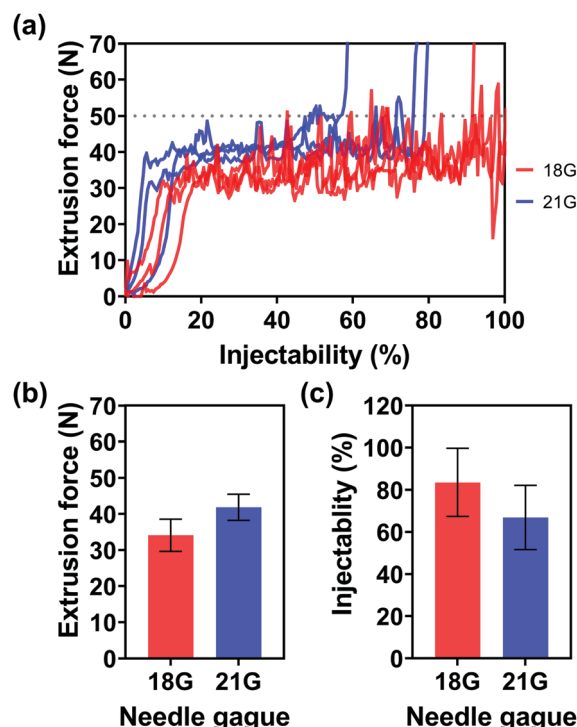 (a)
Extrusion force (N)
70
60
50
40
30
20
10
0
0 20 40 60 80 100
Injectability (%)
18G
21G
(b)
Extrusion force (N)
70
60
50
40
30
20
10
0
18G 21G
Needle gague
(c)
Injectablity (%)
120
100
80
60
40
20
0
18G 21G
Needle gague